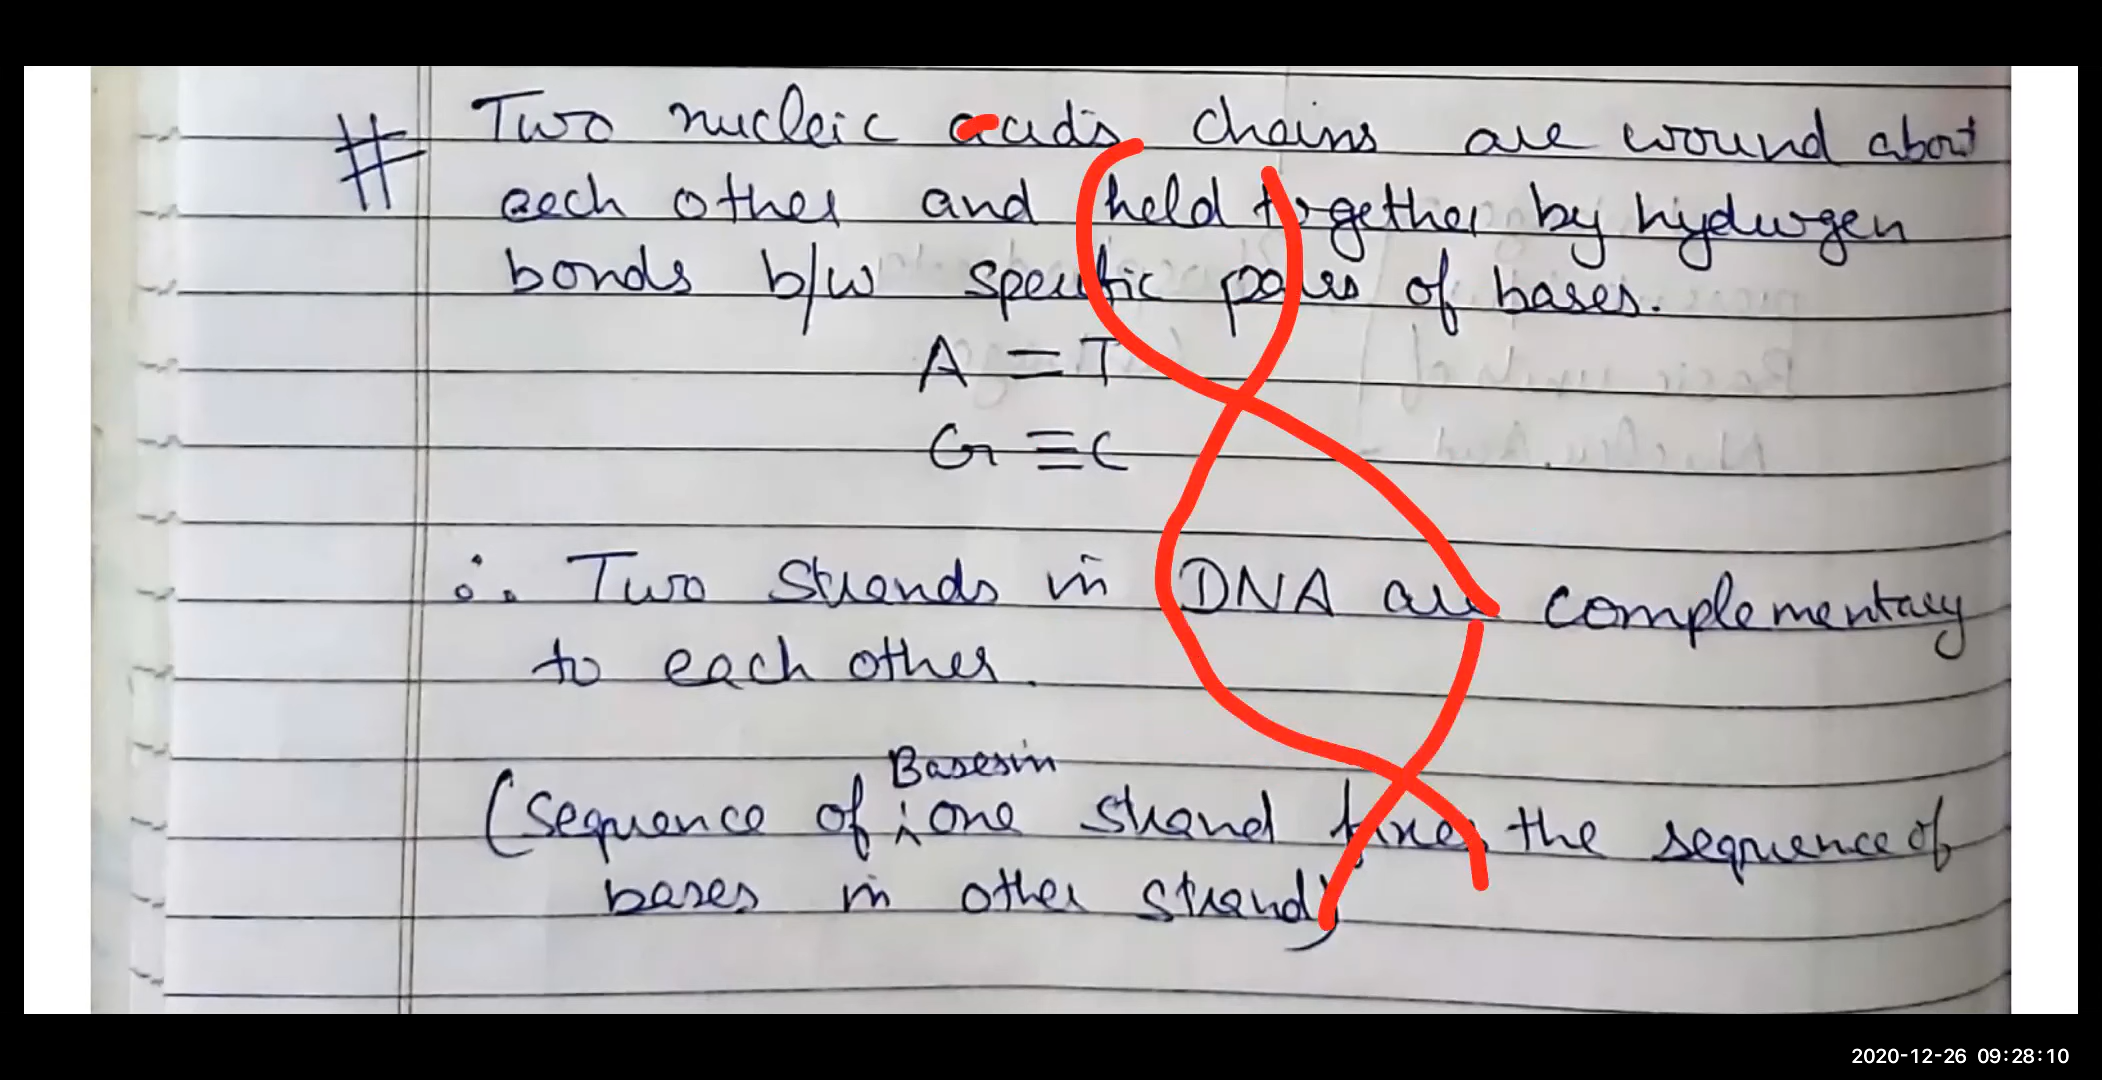 # Two nucleic acids chains are wound about
each other and held together by hydrogen
bonds b/w specific pairs of bases.
A = T
G ≡ C
∴ Two strands in DNA are complementary
to each other.
Bases in
(Sequence of ^ one strand fixes the sequence of
bases in other strand)
2020-12-26 09:28:10